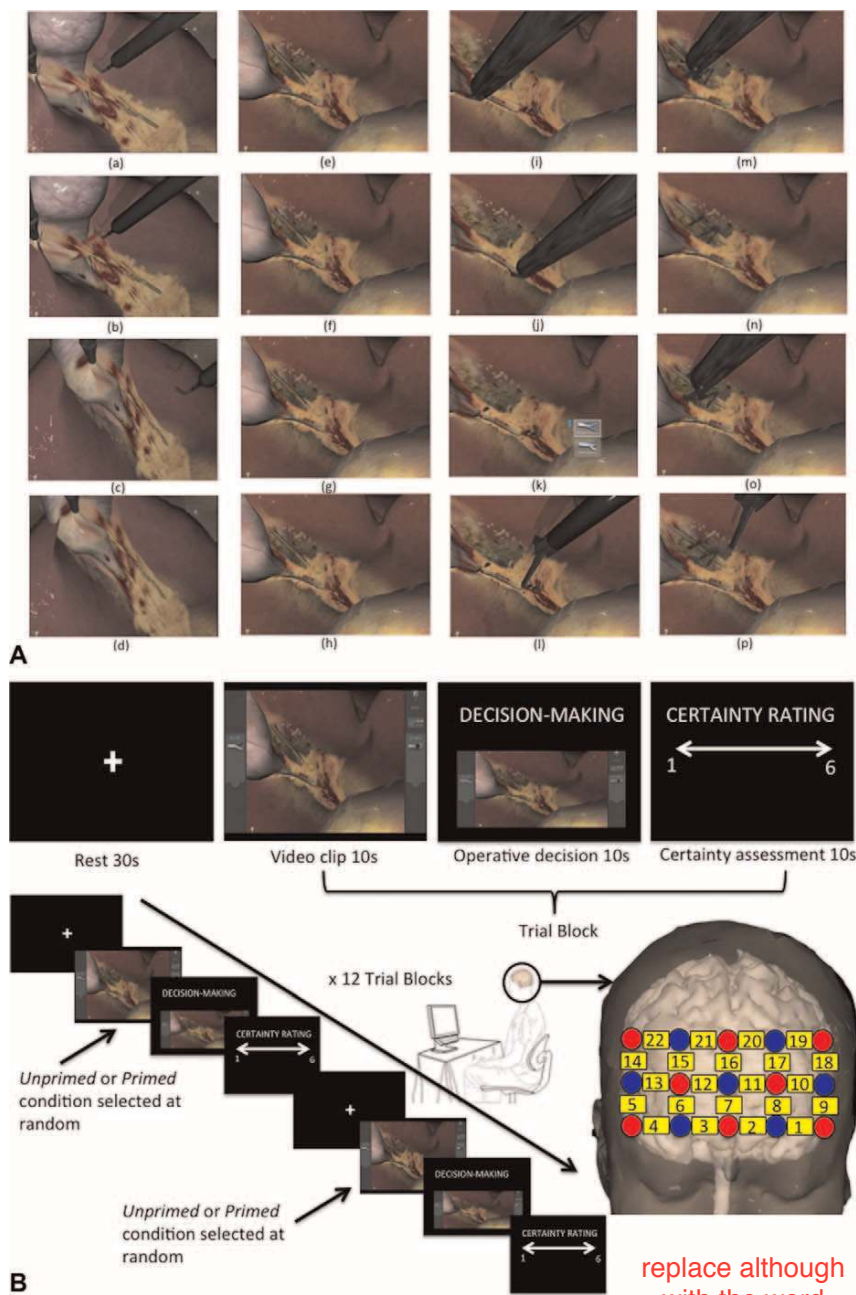 (a)
(e)
(i)
(m)
(b)
(f)
(j)
(n)
(c)
(g)
(k)
(o)
(d)
(h)
(l)
(p)
A
Rest 30s
Video clip 10s
DECISION-MAKING
Operative decision 10s
CERTAINTY RATING
1 6
Certainty assessment 10s
Trial Block
x 12 Trial Blocks
DECISION-MAKING
CERTAINTY RATING
1 6
Unprimed or Primed
condition selected at
random
DECISION-MAKING
CERTAINTY RATING
1 6
Unprimed or Primed
condition selected at
random
22 21 20 19
14 15 16 17 18
13 12 11 10
5 6 7 8 9
4 3 2 1
B
replace although
with the word